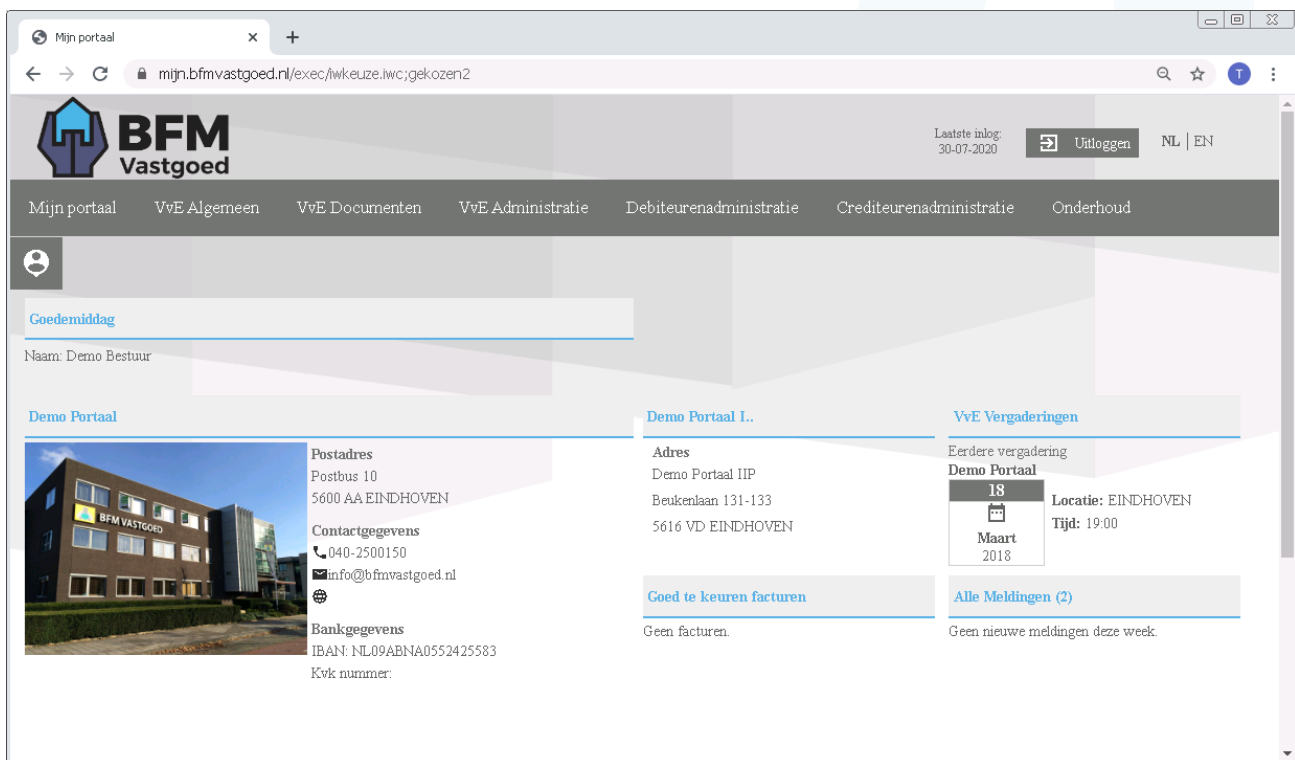 Mijn portaal
mijn.bfmvastgoed.nl/exec/iwkeuze.iwc;gekozen2
T
BFM
Vastgoed
Laatste inlog:
30-07-2020
Uitloggen
NL | EN
Mijn portaal VvE Algemeen VvE Documenten VvE Administratie Debiteurenadministratie Crediteurenadministratie Onderhoud
Goedemiddag
Naam: Demo Bestuur
Demo Portaal
BFM VASTGOED
Postadres
Postbus 10
5600 AA EINDHOVEN
Contactgegevens
040-2500150
info@bfmvastgoed.nl
Bankgegevens
IBAN: NL09ABNA0552425583
Kvk nummer:
Demo Portaal I..
Adres
Demo Portaal IIP
Beukenlaan 131-133
5616 VD EINDHOVEN
Goed te keuren facturen
Geen facturen.
VvE Vergaderingen
Eerdere vergadering
Demo Portaal
18
Maart
2018
Locatie: EINDHOVEN
Tijd: 19:00
Alle Meldingen (2)
Geen nieuwe meldingen deze week.